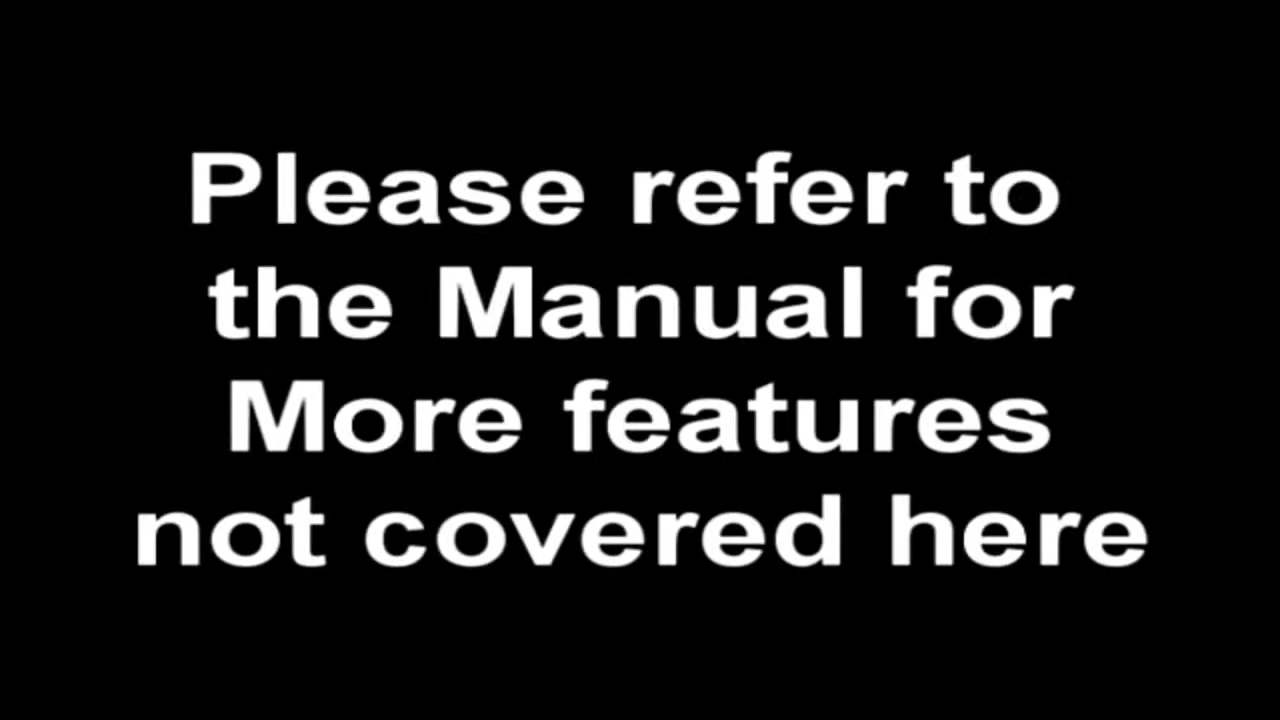 Please refer to
the Manual for
More features
not covered here